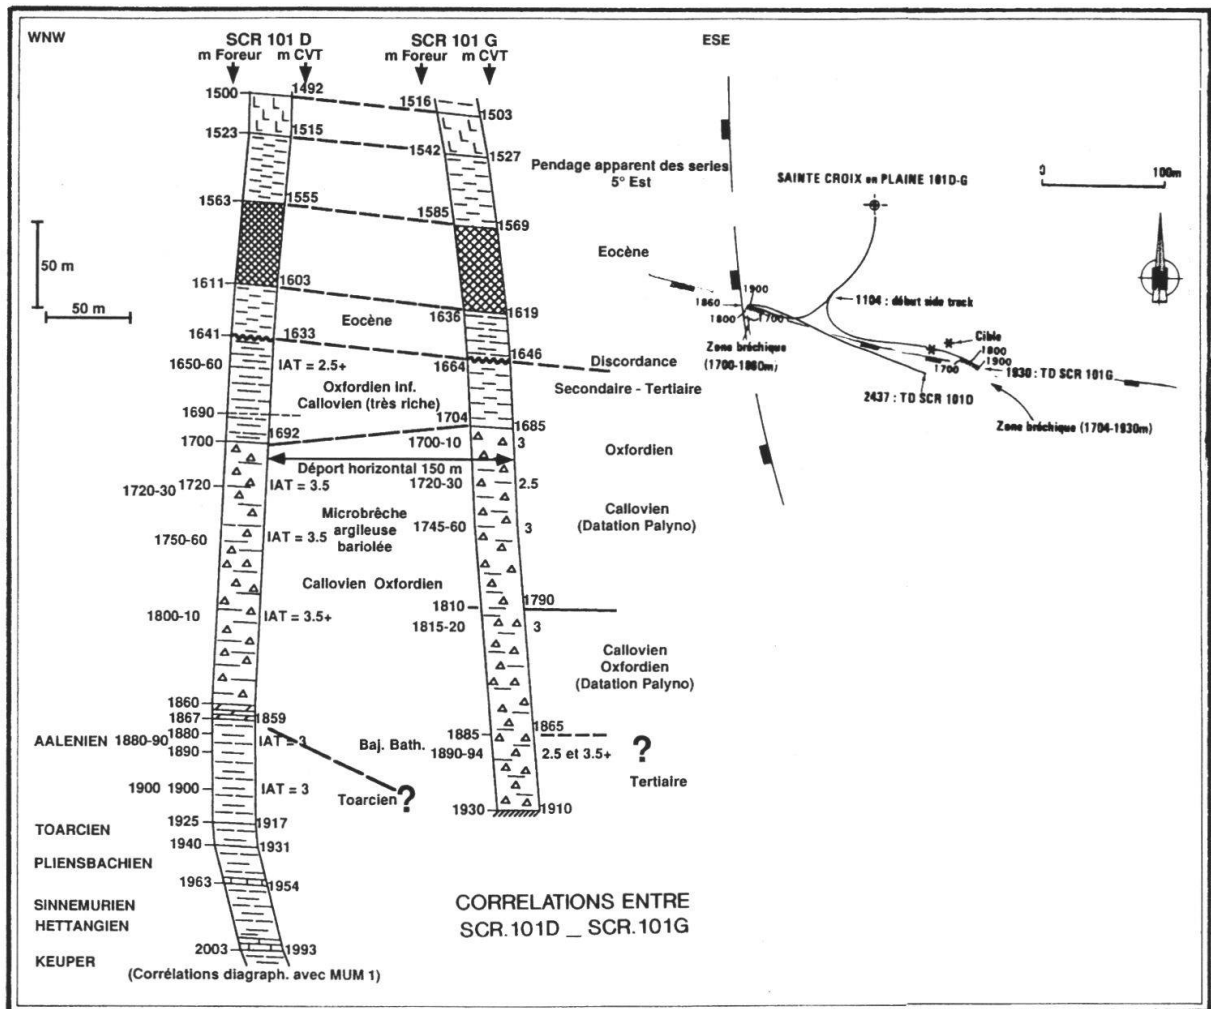 WNW
SCR 101 D
SCR 101 G
ESE
m Foreur m CVT
m Foreur m CVT
1500
1492
1516
1503
1523
1515
1542
1527
Pendage apparent des series
5° Est
1563
1555
1585
1569
50 m
50 m
Eocène
1611
1603
1636
1619
Eocène
1641
1633
1664
1646
Discordance
Secondaire - Tertiaire
1650-60
IAT = 2.5+
Oxfordien inf.
Callovien (très riche)
1690
1692
1704
1685
1700
1700-10
3
Oxfordien
Déport horizontal 150 m
1720-30
1720
IAT = 3.5
1720-30
2.5
Microbrêche
argileuse
bariolée
1745-60
3
Callovien
(Datation Palyno)
1750-60
IAT = 3.5
Callovien Oxfordien
1810
1790
1800-10
IAT = 3.5+
1815-20
3
Callovien
Oxfordien
(Datation Palyno)
1860
1867
1859
1880
1885
1865
AALENIEN 1880-90
IAT = 3
Baj. Bath.
1890
1890-94
2.5 et 3.5+
?
Tertiaire
1900 1900
IAT = 3
Toarcien ?
1930
1910
1925
1917
TOARCIEN
1940
1931
PLIENSBACHIEN
1963
1954
SINNEMURIEN
HETTANGIEN
2003
1993
KEUPER
(Corrélations diagraph. avec MUM 1)
CORRELATIONS ENTRE
SCR.101D _ SCR.101G
SAINTE CROIX en PLAINE 101D-G
0
100m
1900
1860
1800
1700
1104 : début side track
Zone bréchique
(1700-1860m)
Cible
1800
1900
1700
1930 : TD SCR 101G
2437 : TD SCR 101D
Zone bréchique (1704-1930m)